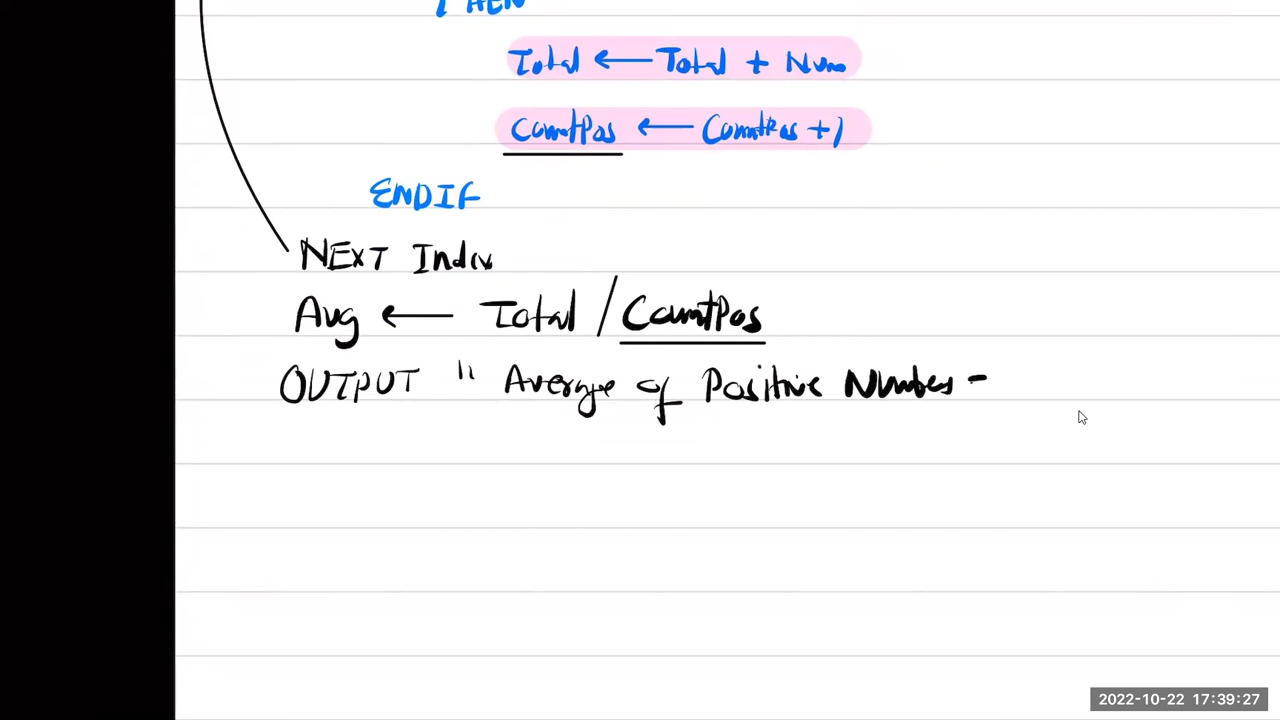 THEN
Total ← Total + Num
CountPos ← CountPos + 1
ENDIF
NEXT Index
Avg ← Total / CountPos
OUTPUT " Average of Positive Numbers -
2022-10-22 17:39:27